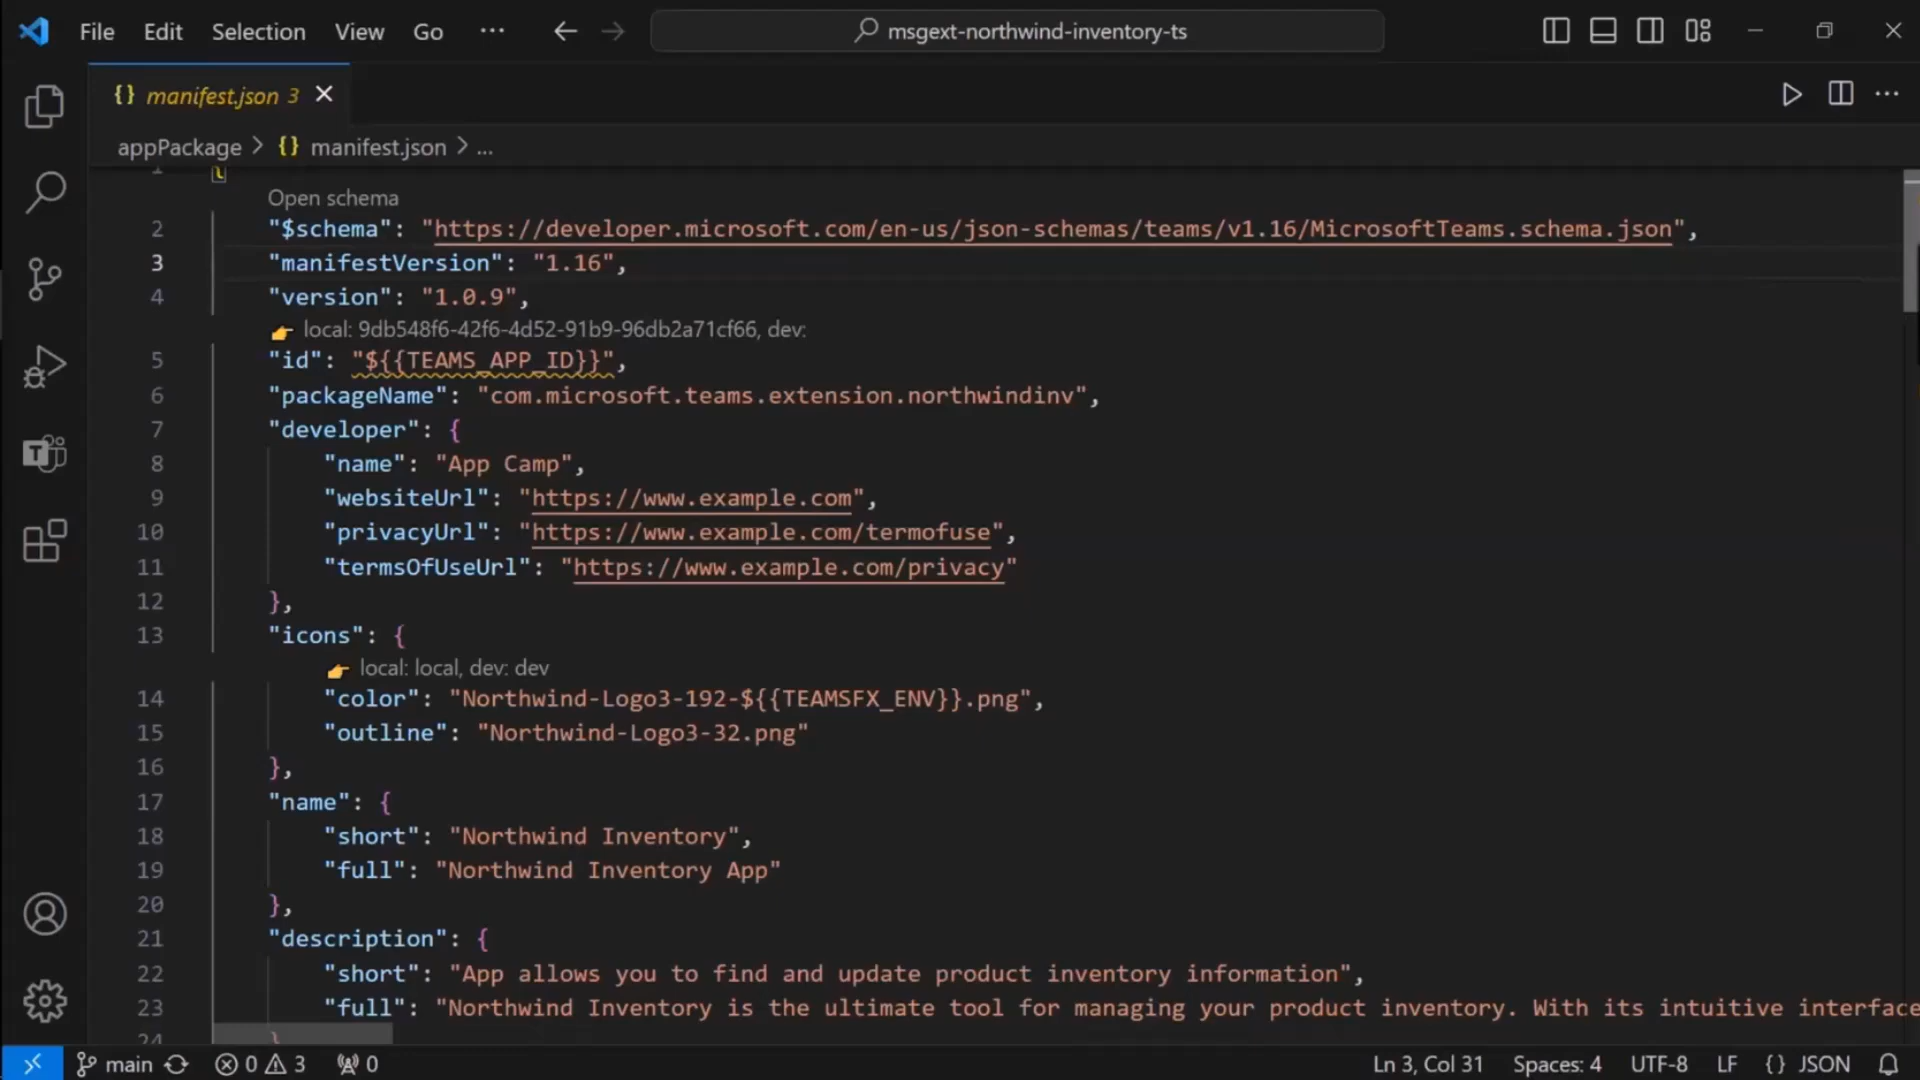 File Edit Selection View Go ··· msgext-northwind-inventory-ts
{} manifest.json 3
appPackage > {} manifest.json > ...
1 {
Open schema
2 "$schema": "https://developer.microsoft.com/en-us/json-schemas/teams/v1.16/MicrosoftTeams.schema.json",
3 "manifestVersion": "1.16",
4 "version": "1.0.9",
👉 local: 9db548f6-42f6-4d52-91b9-96db2a71cf66, dev:
5 "id": "${{TEAMS_APP_ID}}",
6 "packageName": "com.microsoft.teams.extension.northwindinv",
7 "developer": {
8 "name": "App Camp",
9 "websiteUrl": "https://www.example.com",
10 "privacyUrl": "https://www.example.com/termofuse",
11 "termsOfUseUrl": "https://www.example.com/privacy"
12 },
13 "icons": {
👉 local: local, dev: dev
14 "color": "Northwind-Logo3-192-${{TEAMSFX_ENV}}.png",
15 "outline": "Northwind-Logo3-32.png"
16 },
17 "name": {
18 "short": "Northwind Inventory",
19 "full": "Northwind Inventory App"
20 },
21 "description": {
22 "short": "App allows you to find and update product inventory information",
23 "full": "Northwind Inventory is the ultimate tool for managing your product inventory. With its intuitive interface
24 }
main 0 3 0 Ln 3, Col 31 Spaces: 4 UTF-8 LF {} JSON